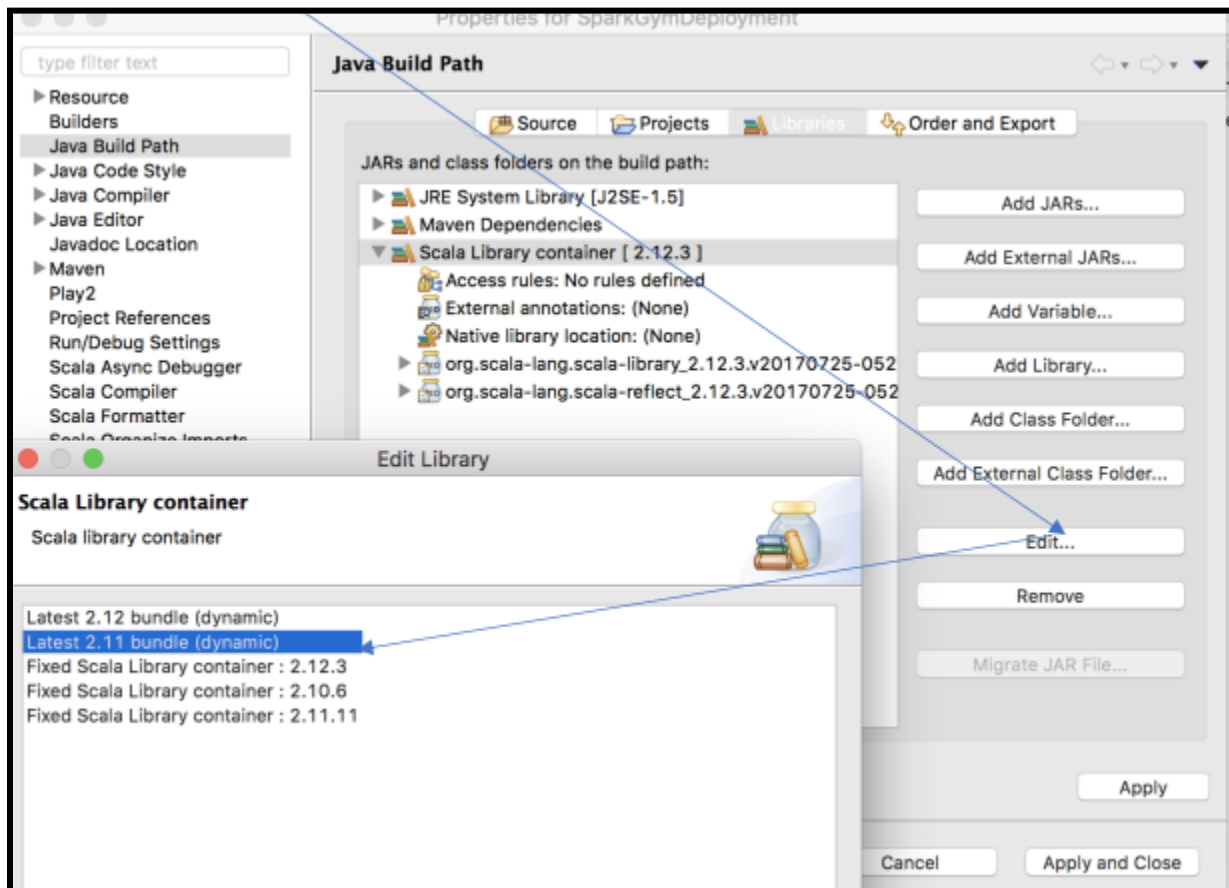 Properties for SparkGymDeployment
type filter text
Java Build Path
Resource
Builders
Java Build Path
Java Code Style
Java Compiler
Java Editor
Javadoc Location
Maven
Play2
Project References
Run/Debug Settings
Scala Async Debugger
Scala Compiler
Scala Formatter
Scala Organize Imports
Source
Projects
Libraries
Order and Export
JARs and class folders on the build path:
JRE System Library [J2SE-1.5]
Maven Dependencies
Scala Library container [ 2.12.3 ]
Access rules: No rules defined
External annotations: (None)
Native library location: (None)
org.scala-lang.scala-library_2.12.3.v20170725-052
org.scala-lang.scala-reflect_2.12.3.v20170725-052
Add JARs...
Add External JARs...
Add Variable...
Add Library...
Add Class Folder...
Add External Class Folder...
Edit...
Remove
Migrate JAR File...
Apply
Cancel
Apply and Close
Edit Library
Scala Library container
Scala library container
Latest 2.12 bundle (dynamic)
Latest 2.11 bundle (dynamic)
Fixed Scala Library container : 2.12.3
Fixed Scala Library container : 2.10.6
Fixed Scala Library container : 2.11.11